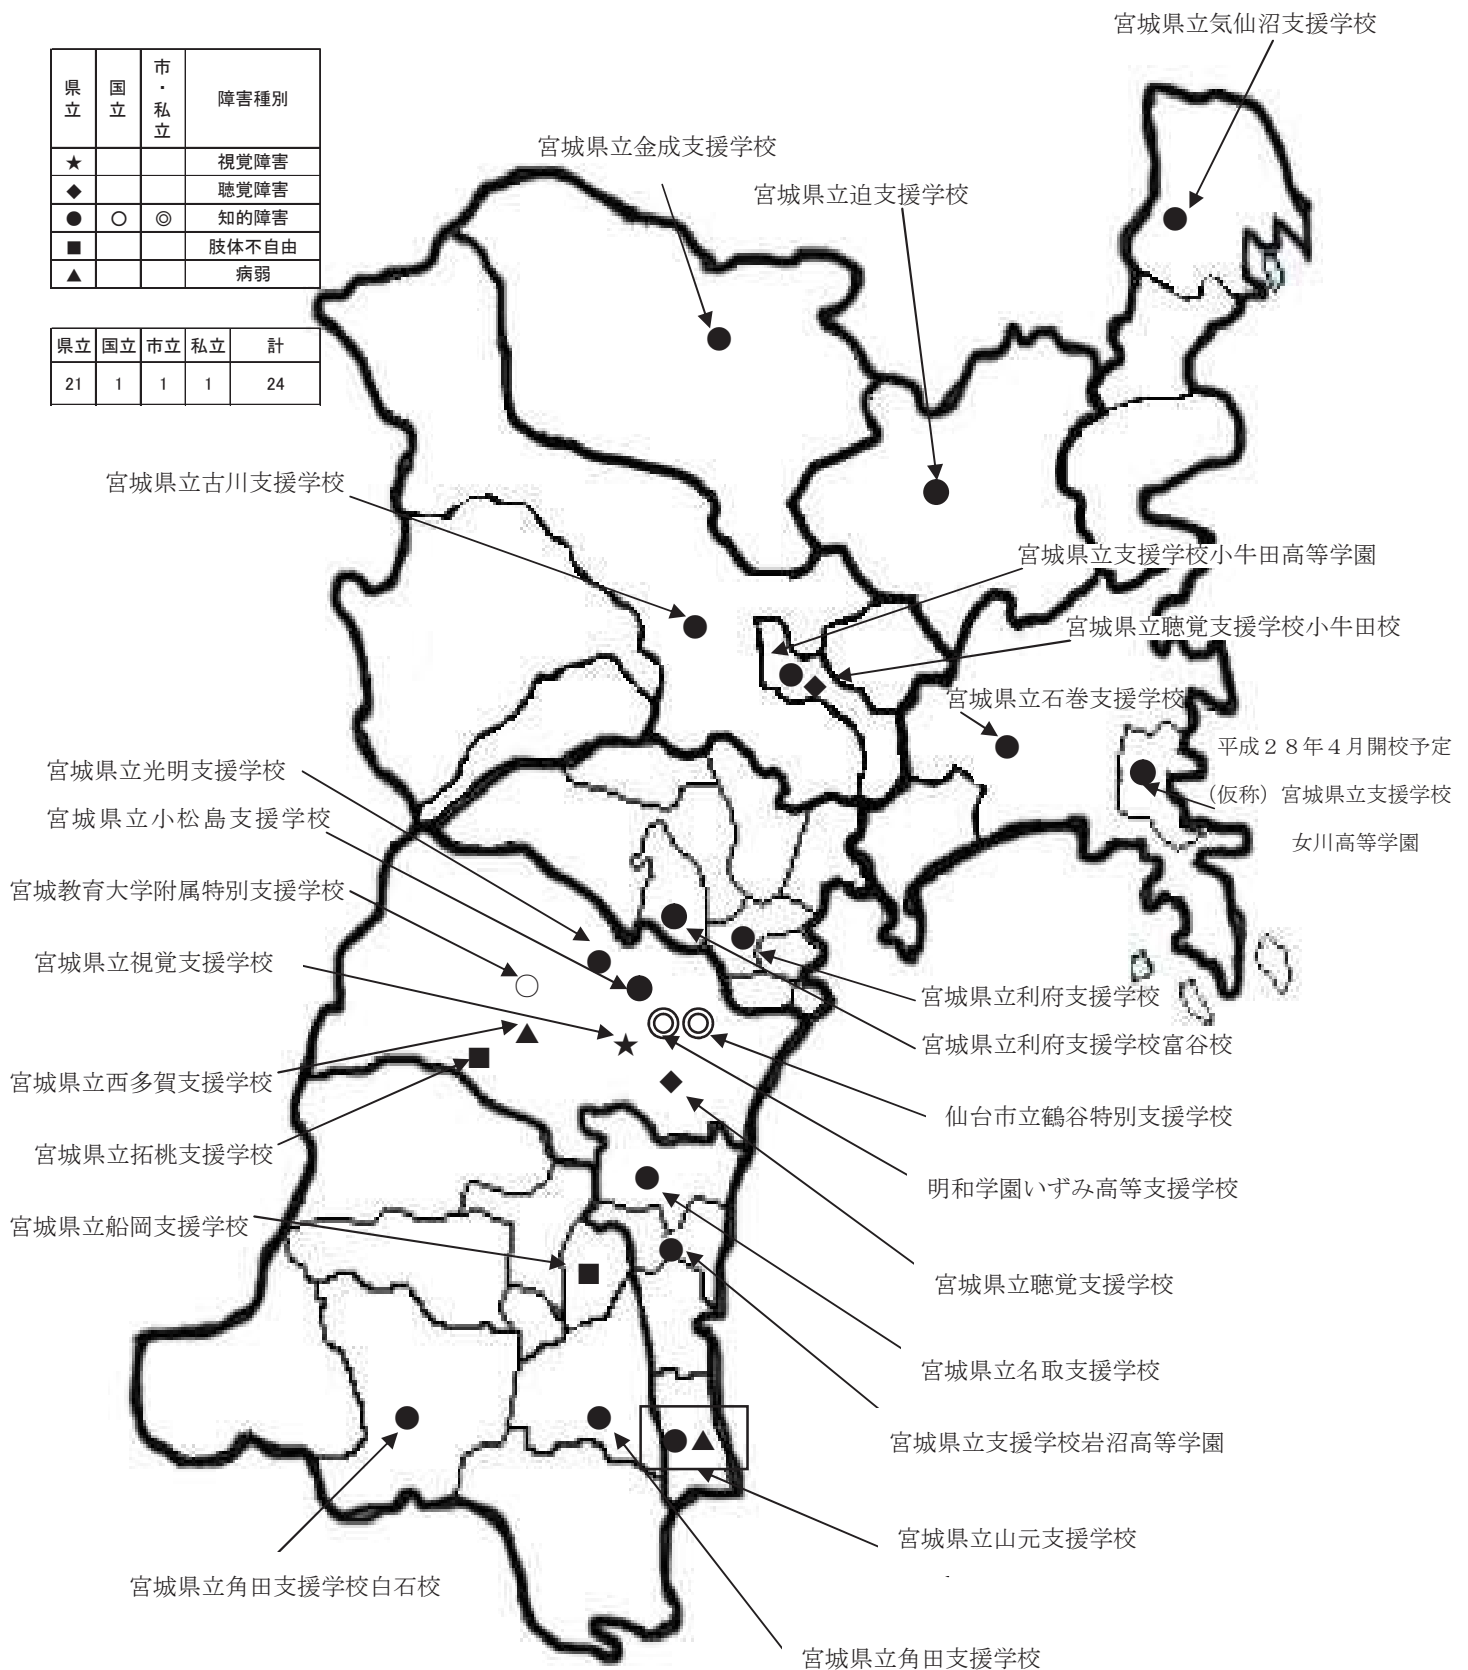 宮城県立気仙沼支援学校
県立 国立 市・私立 障害種別
★ 視覚障害
◆ 聴覚障害
● ○ ◎ 知的障害
■ 肢体不自由
▲ 病弱
宮城県立金成支援学校
宮城県立迫支援学校
県立 国立 市立 私立 計
21 1 1 1 24
宮城県立古川支援学校
宮城県立支援学校小牛田高等学園
宮城県立聴覚支援学校小牛田校
宮城県立石巻支援学校
平成28年4月開校予定
(仮称)宮城県立支援学校
女川高等学園
宮城県立光明支援学校
宮城県立小松島支援学校
宮城教育大学附属特別支援学校
宮城県立視覚支援学校
宮城県立利府支援学校
宮城県立利府支援学校富谷校
宮城県立西多賀支援学校
仙台市立鶴谷特別支援学校
宮城県立拓桃支援学校
明和学園いずみ高等支援学校
宮城県立船岡支援学校
宮城県立聴覚支援学校
宮城県立名取支援学校
宮城県立支援学校岩沼高等学園
宮城県立山元支援学校
宮城県立角田支援学校白石校
宮城県立角田支援学校